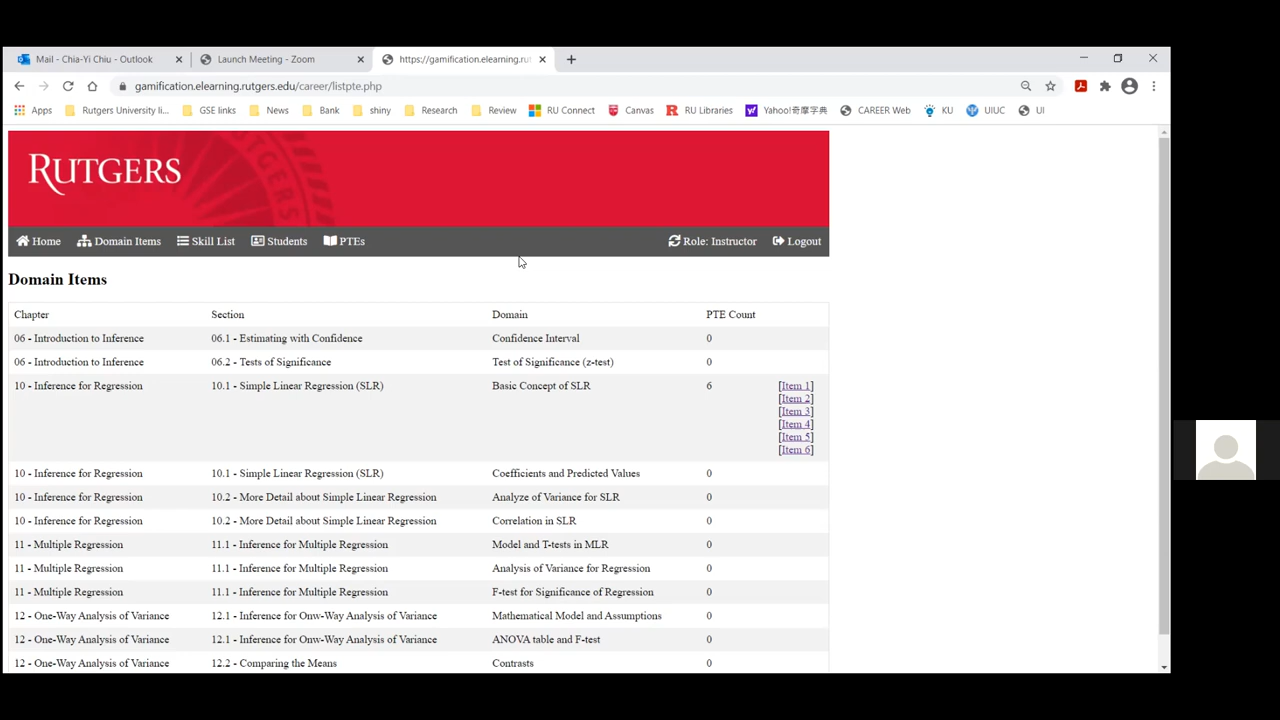 Mail - Chia-Yi Chiu - Outlook
Launch Meeting - Zoom
https://gamification.elearning.ru
gamification.elearning.rutgers.edu/career/listpte.php
Apps Rutgers University li... GSE links News Bank shiny Research Review RU Connect Canvas RU Libraries Yahoo!奇摩字典 CAREER Web KU UIUC UI
RUTGERS
Home Domain Items Skill List Students PTEs Role: Instructor Logout
Domain Items
Chapter Section Domain PTE Count
06 - Introduction to Inference 06.1 - Estimating with Confidence Confidence Interval 0
06 - Introduction to Inference 06.2 - Tests of Significance Test of Significance (z-test) 0
10 - Inference for Regression 10.1 - Simple Linear Regression (SLR) Basic Concept of SLR 6 [Item 1]
[Item 2]
[Item 3]
[Item 4]
[Item 5]
[Item 6]
10 - Inference for Regression 10.1 - Simple Linear Regression (SLR) Coefficients and Predicted Values 0
10 - Inference for Regression 10.2 - More Detail about Simple Linear Regression Analyze of Variance for SLR 0
10 - Inference for Regression 10.2 - More Detail about Simple Linear Regression Correlation in SLR 0
11 - Multiple Regression 11.1 - Inference for Multiple Regression Model and T-tests in MLR 0
11 - Multiple Regression 11.1 - Inference for Multiple Regression Analysis of Variance for Regression 0
11 - Multiple Regression 11.1 - Inference for Multiple Regression F-test for Significance of Regression 0
12 - One-Way Analysis of Variance 12.1 - Inference for Onw-Way Analysis of Variance Mathematical Model and Assumptions 0
12 - One-Way Analysis of Variance 12.1 - Inference for Onw-Way Analysis of Variance ANOVA table and F-test 0
12 - One-Way Analysis of Variance 12.2 - Comparing the Means Contrasts 0